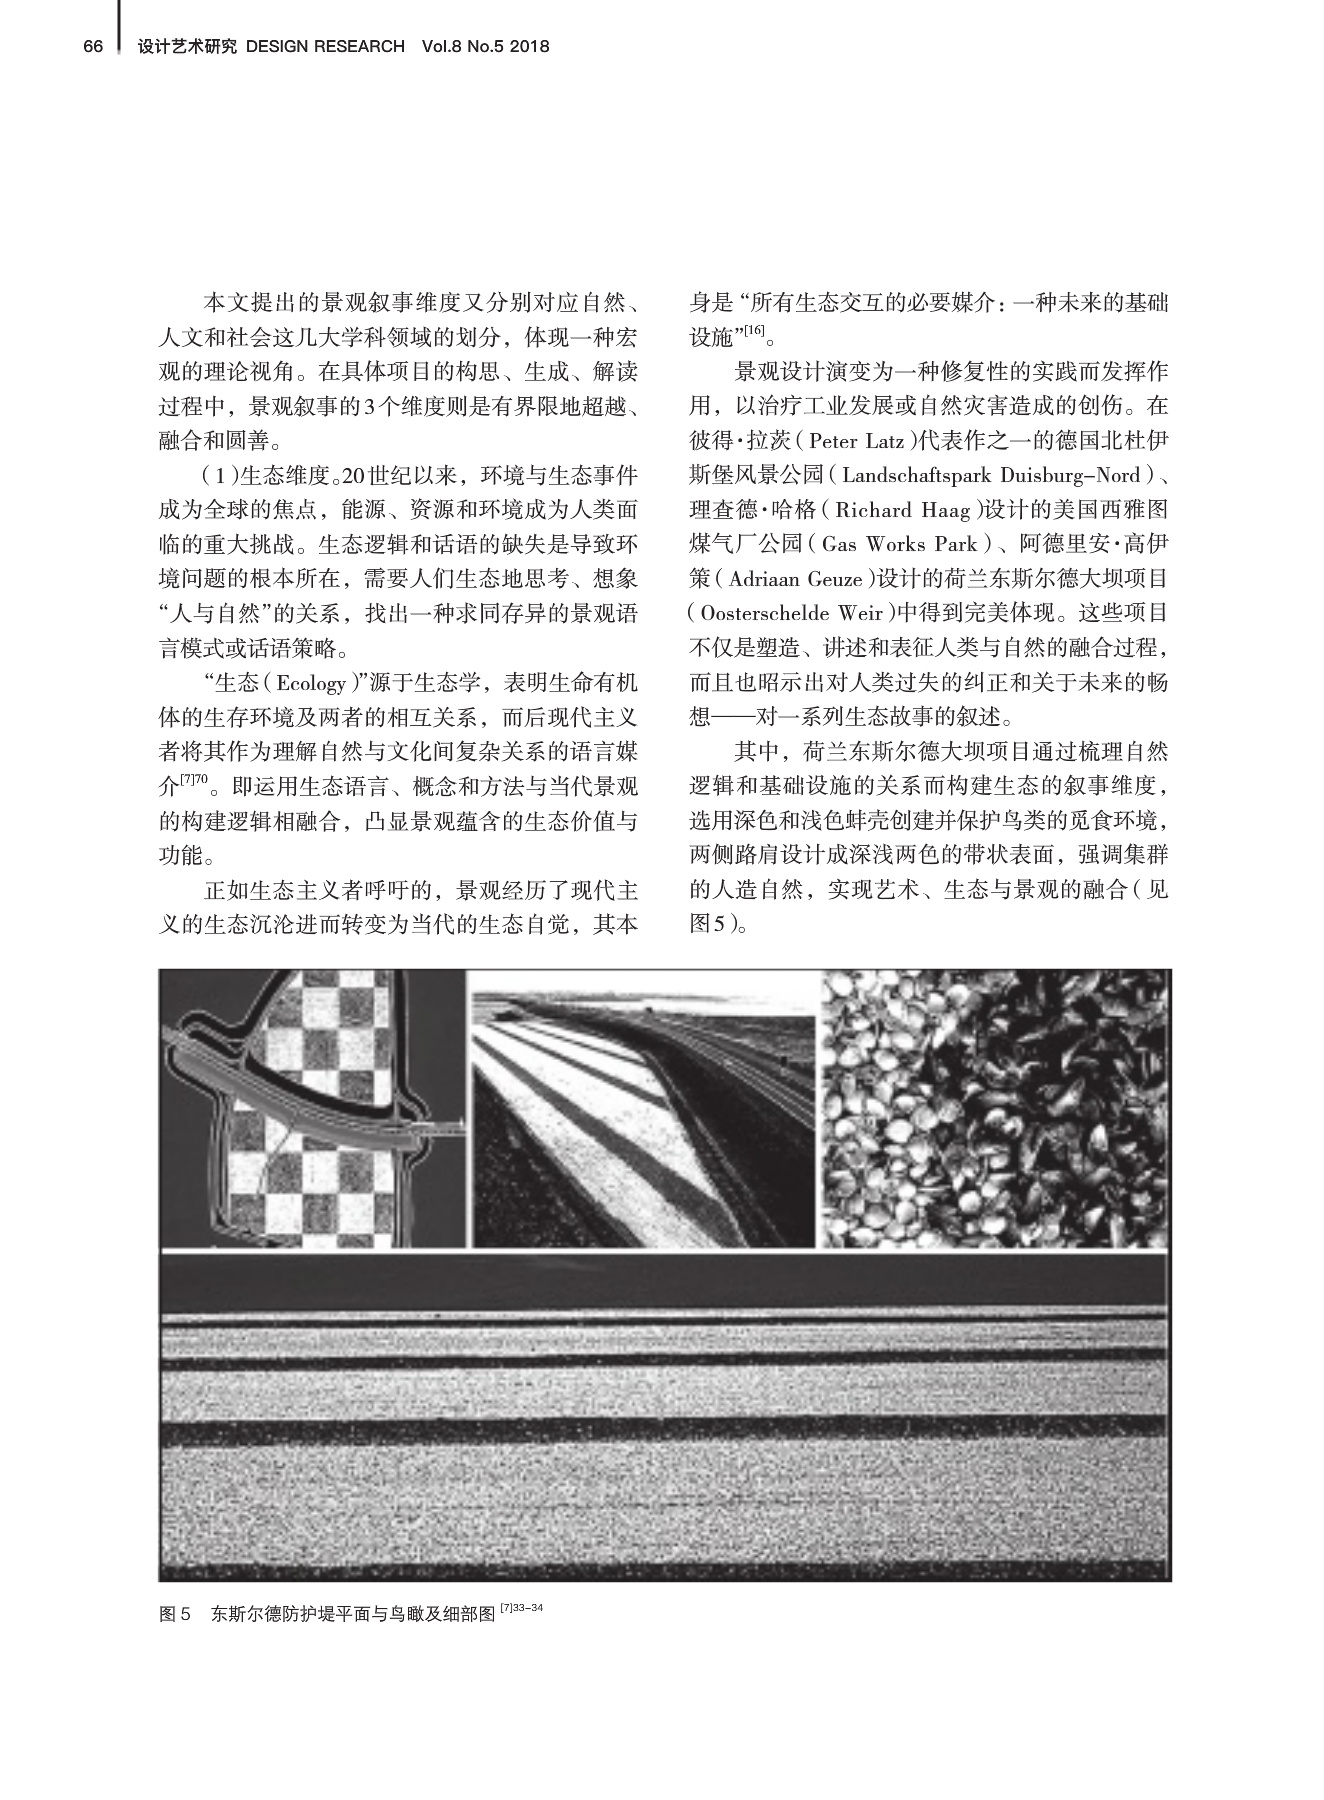 66 设计艺术研究 DESIGN RESEARCH Vol.8 No.5 2018
本文提出的景观叙事维度又分别对应自然、
人文和社会这几大学科领域的划分，体现一种宏
观的理论视角。在具体项目的构思、生成、解读
过程中，景观叙事的3个维度则是有界限地超越、
融合和圆善。
（1）生态维度。20世纪以来，环境与生态事件
成为全球的焦点，能源、资源和环境成为人类面
临的重大挑战。生态逻辑和话语的缺失是导致环
境问题的根本所在，需要人们生态地思考、想象
“人与自然”的关系，找出一种求同存异的景观语
言模式或话语策略。
“生态（Ecology）”源于生态学，表明生命有机
体的生存环境及两者的相互关系，而后现代主义
者将其作为理解自然与文化间复杂关系的语言媒
介[7]70。即运用生态语言、概念和方法与当代景观
的构建逻辑相融合，凸显景观蕴含的生态价值与
功能。
正如生态主义者呼吁的，景观经历了现代主
义的生态沉沦进而转变为当代的生态自觉，其本
身是“所有生态交互的必要媒介：一种未来的基础
设施”[16]。
景观设计演变为一种修复性的实践而发挥作
用，以治疗工业发展或自然灾害造成的创伤。在
彼得·拉茨（Peter Latz）代表作之一的德国北杜伊
斯堡风景公园（Landschaftspark Duisburg–Nord）、
理查德·哈格（Richard Haag）设计的美国西雅图
煤气厂公园（Gas Works Park）、阿德里安·高伊
策（Adriaan Geuze）设计的荷兰东斯尔德大坝项目
（Oosterschelde Weir）中得到完美体现。这些项目
不仅是塑造、讲述和表征人类与自然的融合过程，
而且也昭示出对人类过失的纠正和关于未来的畅
想——对一系列生态故事的叙述。
其中，荷兰东斯尔德大坝项目通过梳理自然
逻辑和基础设施的关系而构建生态的叙事维度，
选用深色和浅色蚌壳创建并保护鸟类的觅食环境，
两侧路肩设计成深浅两色的带状表面，强调集群
的人造自然，实现艺术、生态与景观的融合（见
图5）。
图5 东斯尔德防护堤平面与鸟瞰及细部图[7]33–34